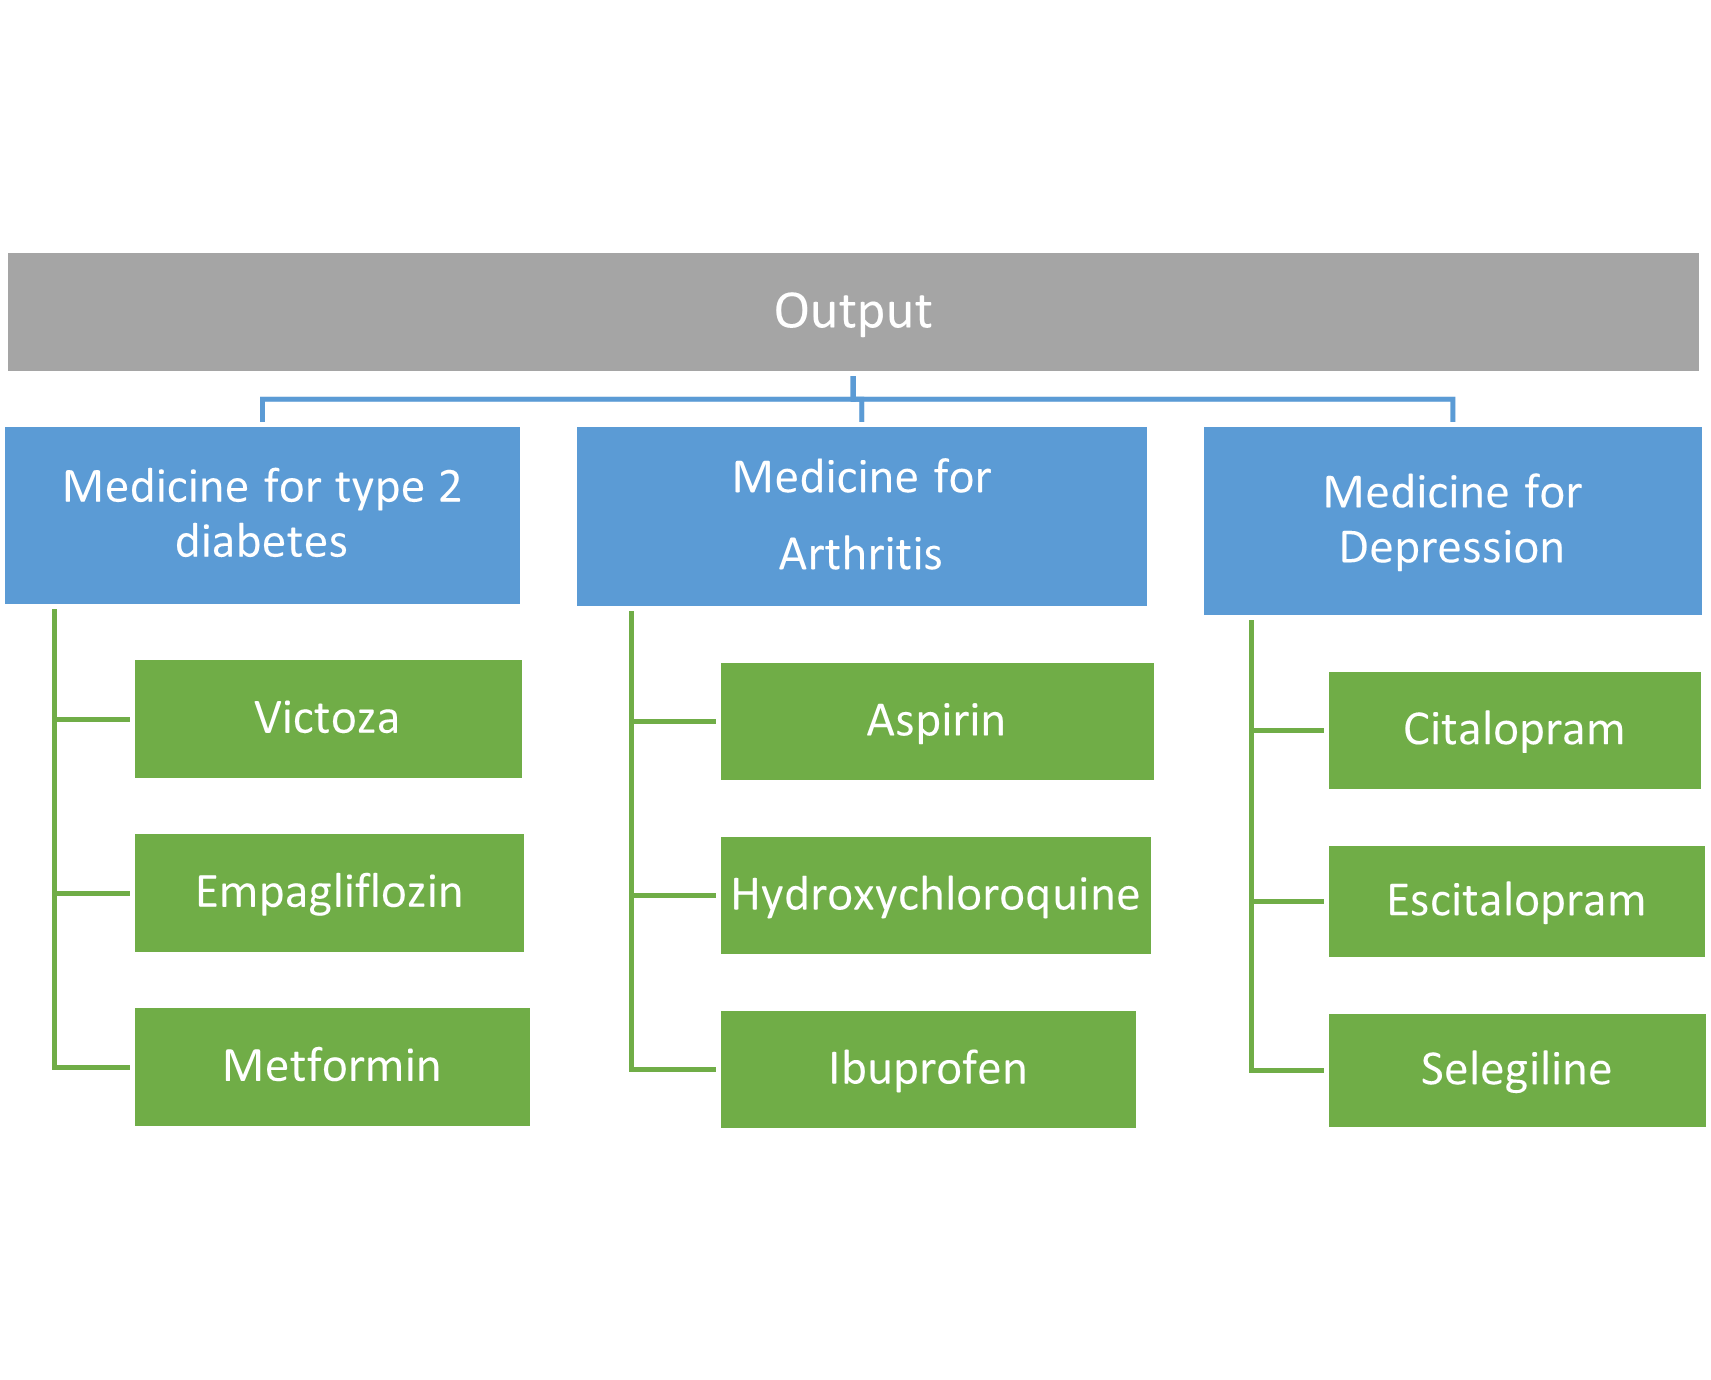 Output
Medicine for type 2
diabetes
Victoza
Empagliflozin
Metformin
Medicine for
Arthritis
Aspirin
Hydroxychloroquine
Ibuprofen
Medicine for
Depression
Citalopram
Escitalopram
Selegiline